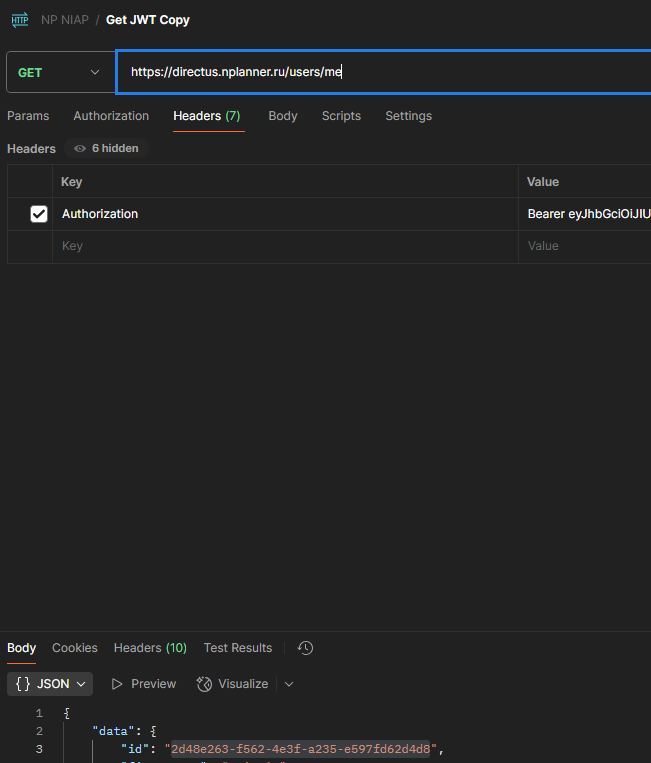 HTTP NP NIAP / Get JWT Copy
GET https://directus.nplanner.ru/users/me
Params Authorization Headers (7) Body Scripts Settings
Headers 6 hidden
Key Value
Authorization Bearer eyJhbGciOiJIU
Key Value
Body Cookies Headers (10) Test Results
{} JSON Preview Visualize
1 {
2 "data": {
3 "id": "2d48e263-f562-4e3f-a235-e597fd62d4d8",